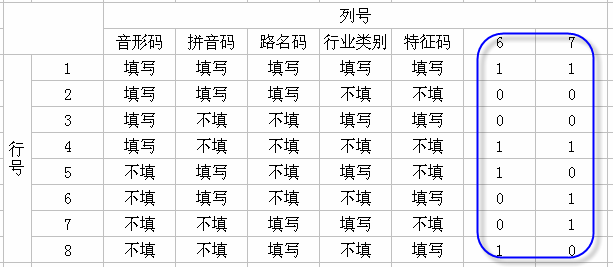 列号
音形码 拼音码 路名码 行业类别 特征码 6 7
行号
1 填写 填写 填写 填写 填写 1 1
2 填写 填写 填写 不填 不填 0 0
3 填写 不填 不填 填写 填写 0 0
4 填写 不填 不填 不填 不填 1 1
5 不填 填写 不填 填写 不填 1 0
6 不填 填写 不填 不填 填写 0 1
7 不填 不填 填写 填写 不填 0 1
8 不填 不填 填写 不填 填写 1 0